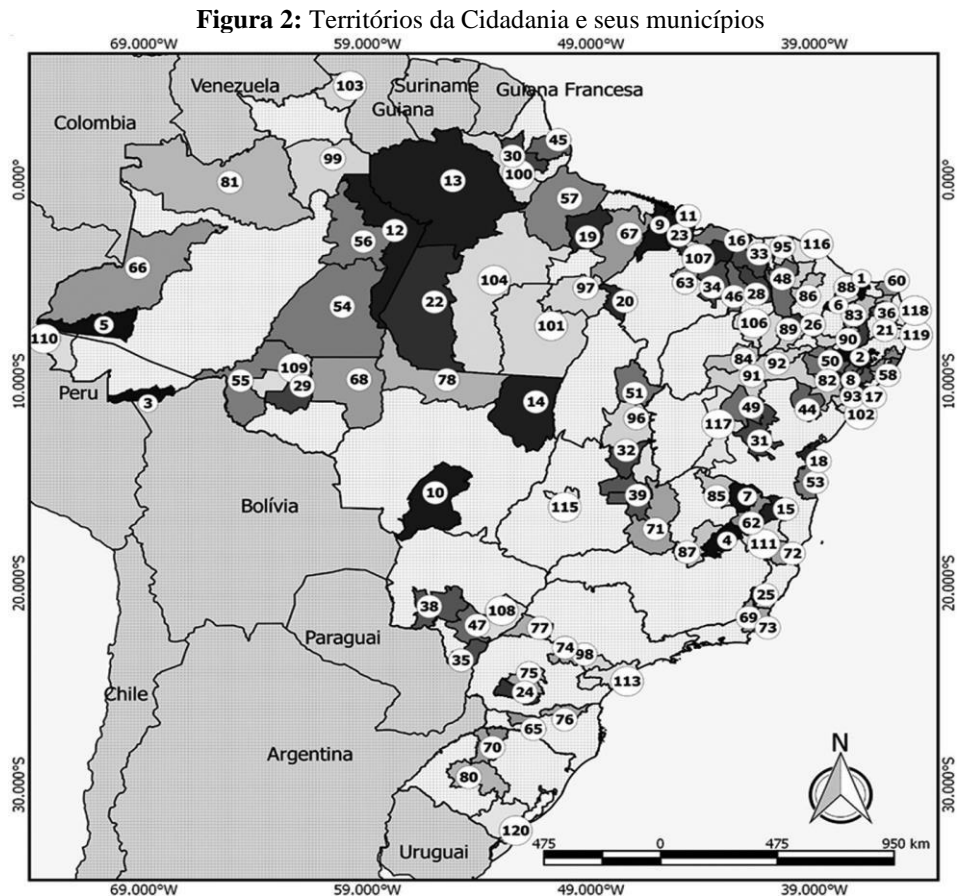 Figura 2: Territórios da Cidadania e seus municípios
69.000°W 59.000°W 49.000°W 39.000°W
103
Venezuela Suriname
Guiana Guiana Francesa
Colombia
45
30
99
100
0.000° 0.000°
81 13
57
11
12 9
56 19 67 23 16 95 116
66 107 33
104 63 34 48 1 60
97 88
54 22 20 46 28 86 6 118
5 101 106 89 26 83 36
110 21 119
90
109 84 92 50 2
Peru 55 29 68 78 91 82 8 58
10.000°S 3 51 93 17 10.000°S
14 49 44 102
96 117
32 31
18
10 39 85 7 53
Bolívia 115 15
71 62
4 111
87 72
20.000°S 20.000°S
25
38 108 69
47 77 73
Paraguai
74
35 98
Chile 75 113
24
76
65
Argentina 70
80
N
30.000°S 30.000°S
120
Uruguai
475 0 475 950 km
69.000°W 59.000°W 49.000°W 39.000°W